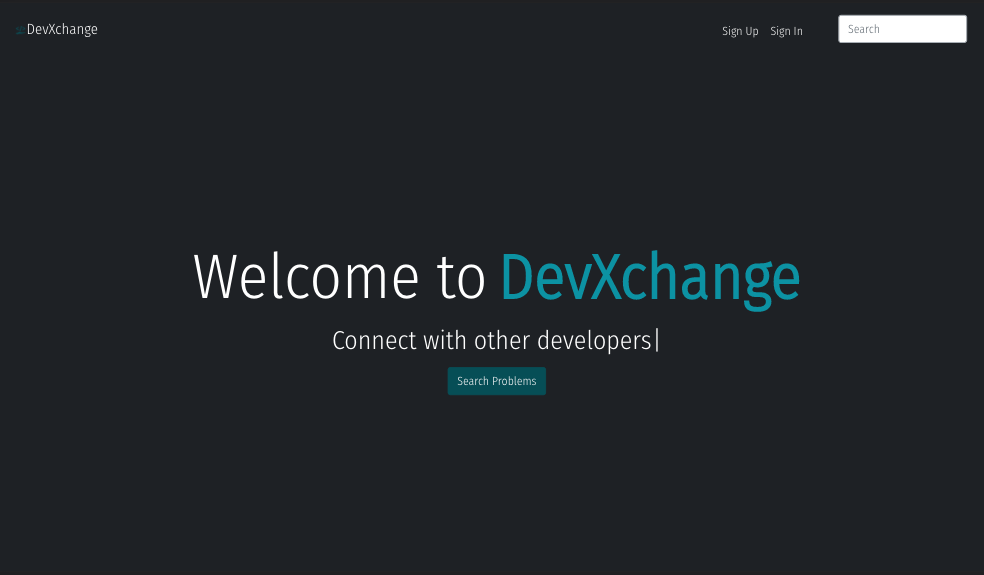 DevXchange
Sign Up
Sign In
Search
Welcome to DevXchange
Connect with other developers|
Search Problems